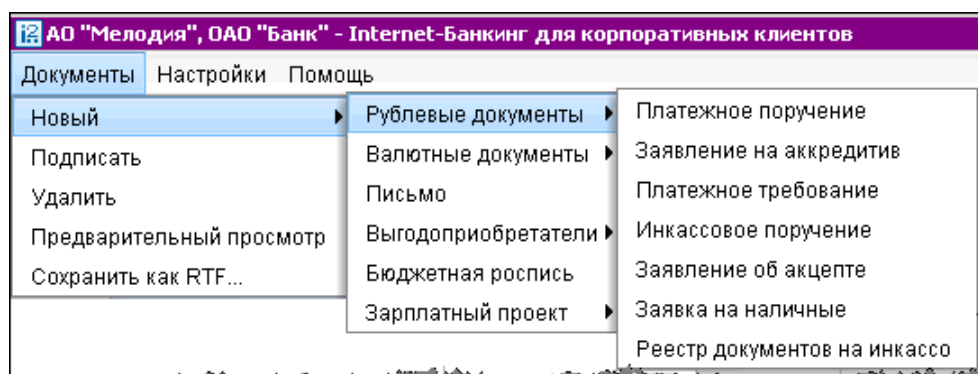 i2 АО "Мелодия", ОАО "Банк" - Internet-Банкинг для корпоративных клиентов
Документы Настройки Помощь
Новый
Подписать
Удалить
Предварительный просмотр
Сохранить как RTF...
Рублевые документы
Валютные документы
Письмо
Выгодоприобретатели
Бюджетная роспись
Зарплатный проект
Платежное поручение
Заявление на аккредитив
Платежное требование
Инкассовое поручение
Заявление об акцепте
Заявка на наличные
Реестр документов на инкассо